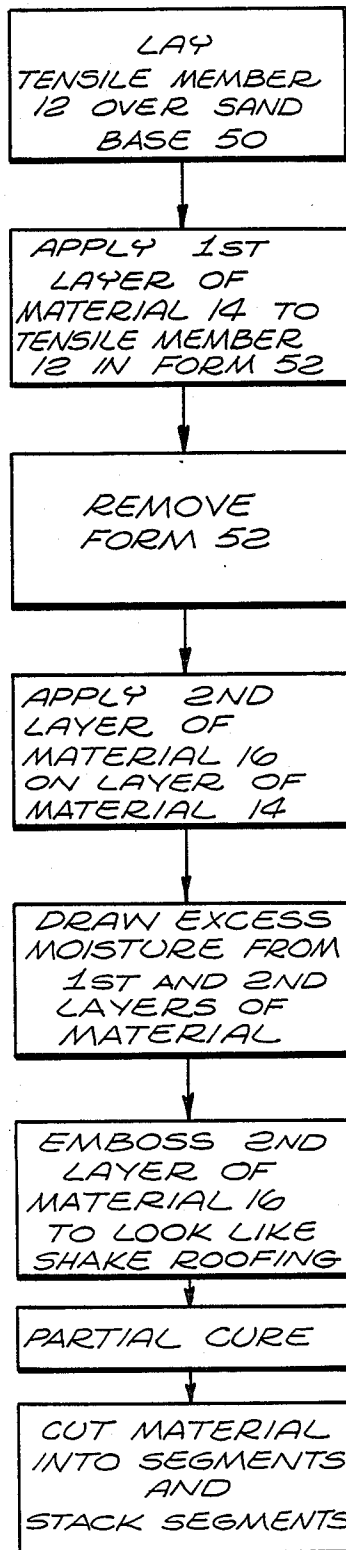 LAY
TENSILE MEMBER
12 OVER SAND
BASE 50
APPLY 1ST
LAYER OF
MATERIAL 14 TO
TENSILE MEMBER
12 IN FORM 52
REMOVE
FORM 52
APPLY 2ND
LAYER OF
MATERIAL 16
ON LAYER OF
MATERIAL 14
DRAW EXCESS
MOISTURE FROM
1ST AND 2ND
LAYERS OF
MATERIAL
EMBOSS 2ND
LAYER OF
MATERIAL 16
TO LOOK LIKE
SHAKE ROOFING
PARTIAL CURE
CUT MATERIAL
INTO SEGMENTS
AND
STACK SEGMENTS